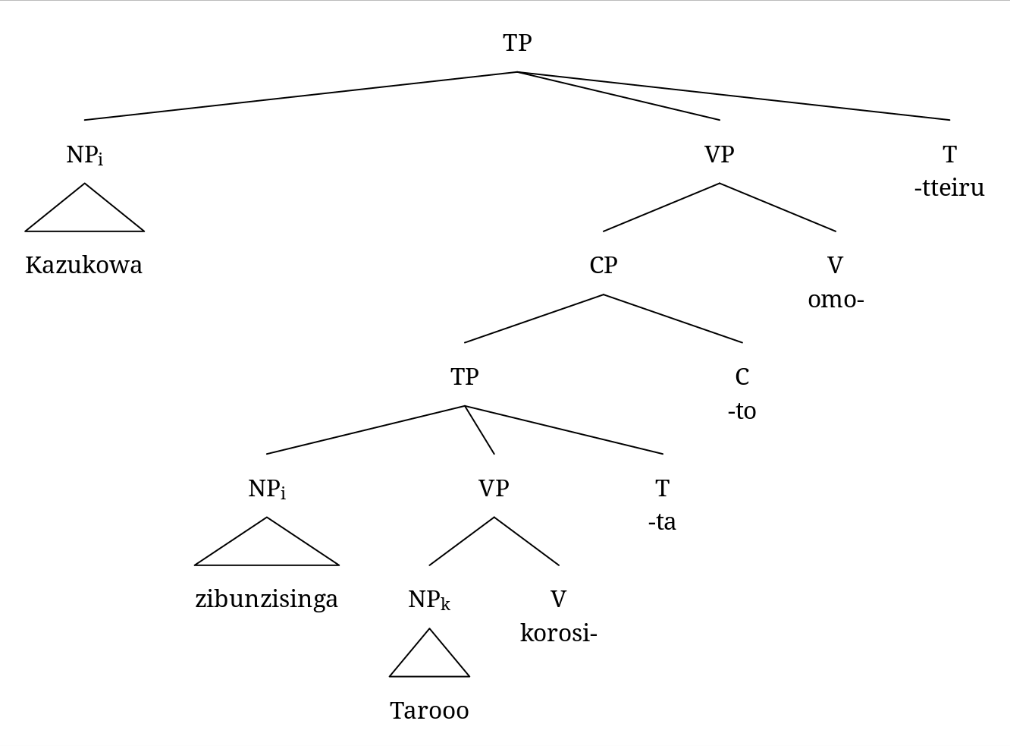 TP
NPᵢ VP T
-tteiru
Kazukowa CP V
omo-
TP C
-to
NPᵢ VP T
-ta
zibunzisinga NPₖ V
korosi-
Tarooo